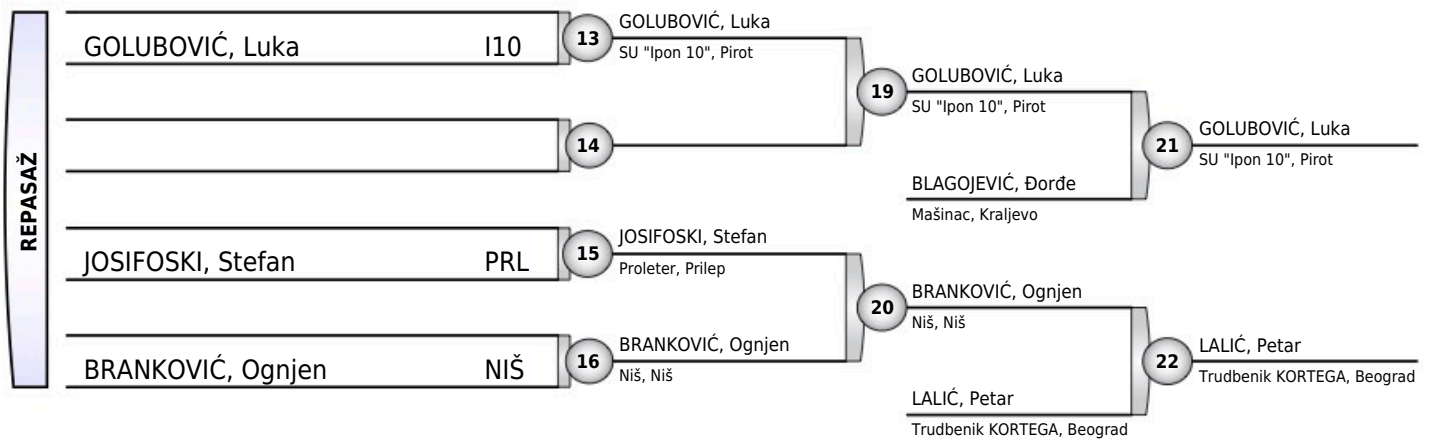 REPASAŽ
GOLUBOVIĆ, Luka I10
JOSIFOSKI, Stefan PRL
BRANKOVIĆ, Ognjen NIŠ
13
GOLUBOVIĆ, Luka
SU "Ipon 10", Pirot
14
15
JOSIFOSKI, Stefan
Proleter, Prilep
16
BRANKOVIĆ, Ognjen
Niš, Niš
19
GOLUBOVIĆ, Luka
SU "Ipon 10", Pirot
BLAGOJEVIĆ, Đorđe
Mašinac, Kraljevo
20
BRANKOVIĆ, Ognjen
Niš, Niš
LALIĆ, Petar
Trudbenik KORTEGA, Beograd
21
GOLUBOVIĆ, Luka
SU "Ipon 10", Pirot
22
LALIĆ, Petar
Trudbenik KORTEGA, Beograd